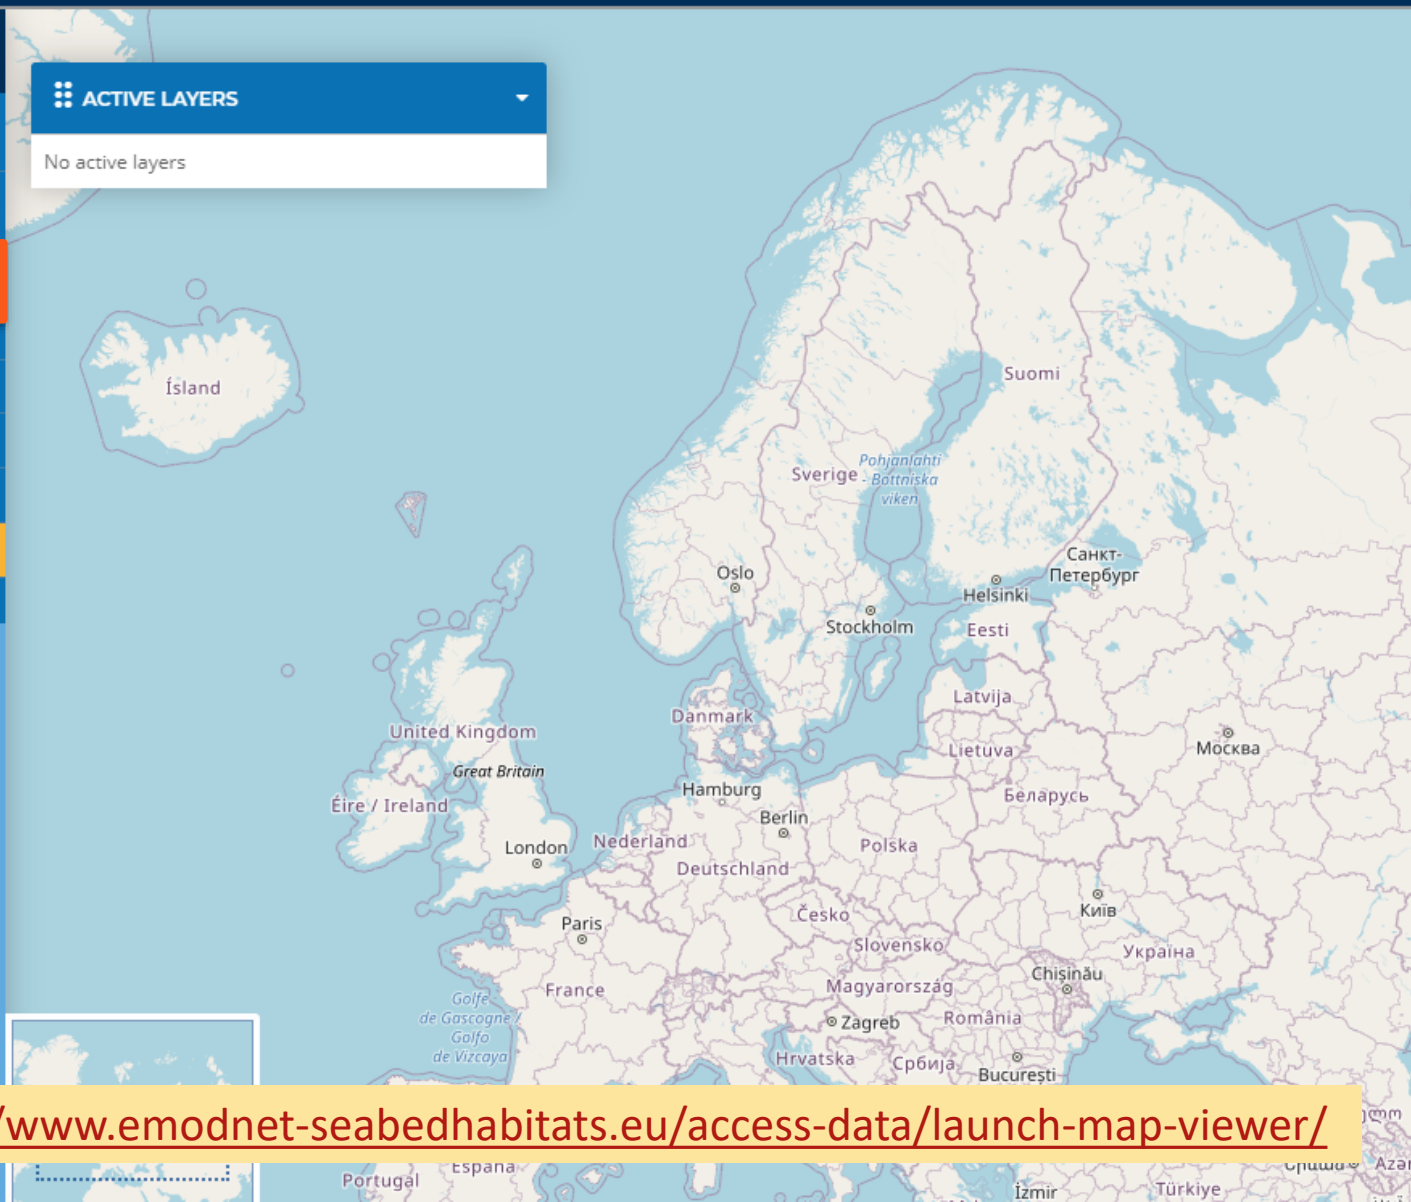 ACTIVE LAYERS
No active layers
Ísland
Suomi
Sverige
Pohjanlahti
- Bottniska
viken
Oslo
Helsinki
Санкт-
Петербург
Stockholm
Eesti
Latvija
Danmark
United Kingdom
Lietuva
Москва
Great Britain
Hamburg
Éire / Ireland
Беларусь
Berlin
London
Nederland
Polska
Deutschland
Київ
Paris
Česko
Slovensko
Україна
Chișinău
France
Magyarország
Golfe
de Gascogne /
Golfo
de Vizcaya
Zagreb
România
Hrvatska
Србија
București
/www.emodnet-seabedhabitats.eu/access-data/launch-map-viewer/
España
Portugal
İzmir
Türkiye